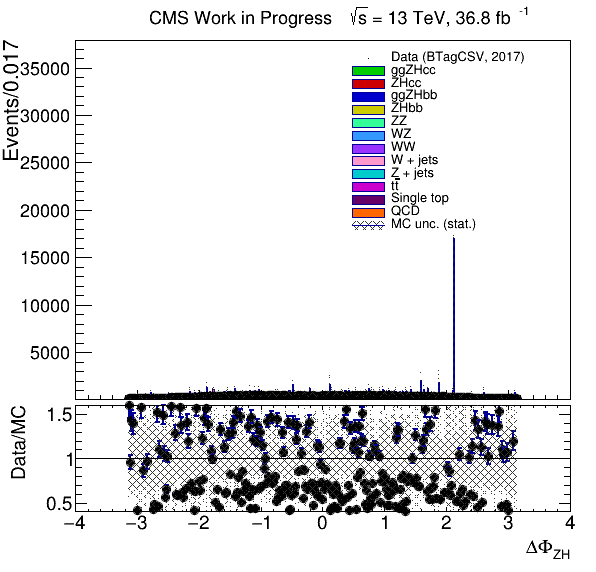 CMS Work in Progress √s = 13 TeV, 36.8 fb⁻¹
Events/0.017
35000
30000
25000
20000
15000
10000
5000
Data (BTagCSV, 2017)
ggZHcc
ZHcc
ggZHbb
ZHbb
ZZ
WZ
WW
W + jets
Z + jets
tt̅
Single top
QCD
MC unc. (stat.)
Data/MC
1.5
1
0.5
−4 −3 −2 −1 0 1 2 3 4
ΔΦ_ZH